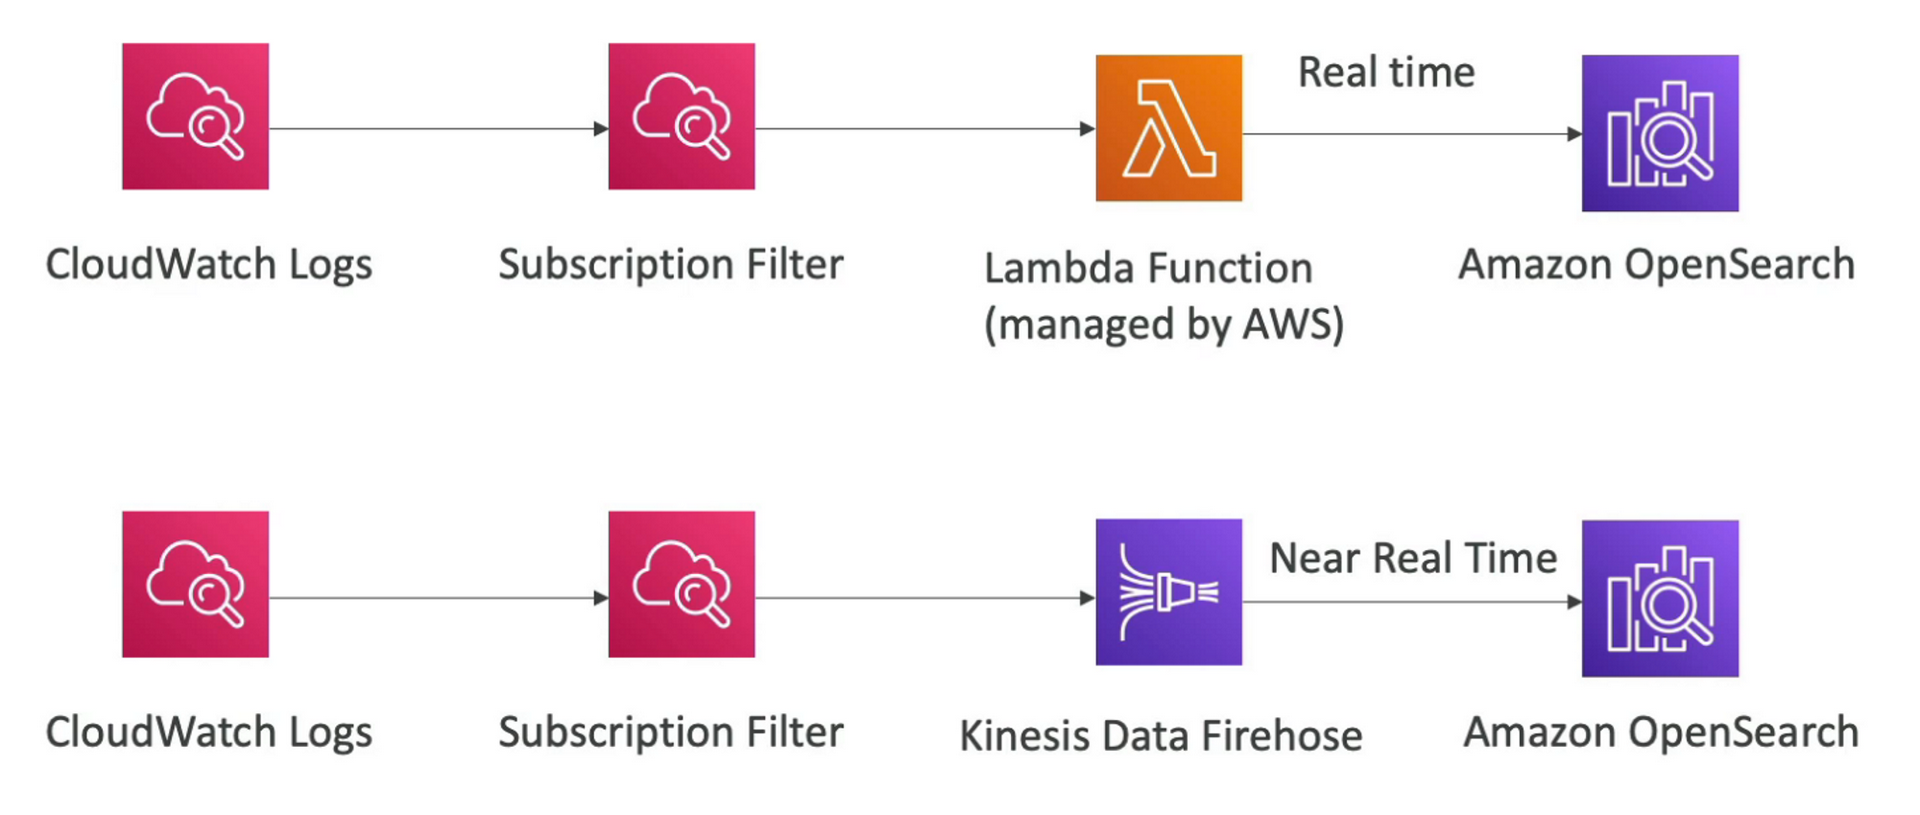 Real time
CloudWatch Logs
Subscription Filter
Lambda Function
(managed by AWS)
Amazon OpenSearch
Near Real Time
CloudWatch Logs
Subscription Filter
Kinesis Data Firehose
Amazon OpenSearch